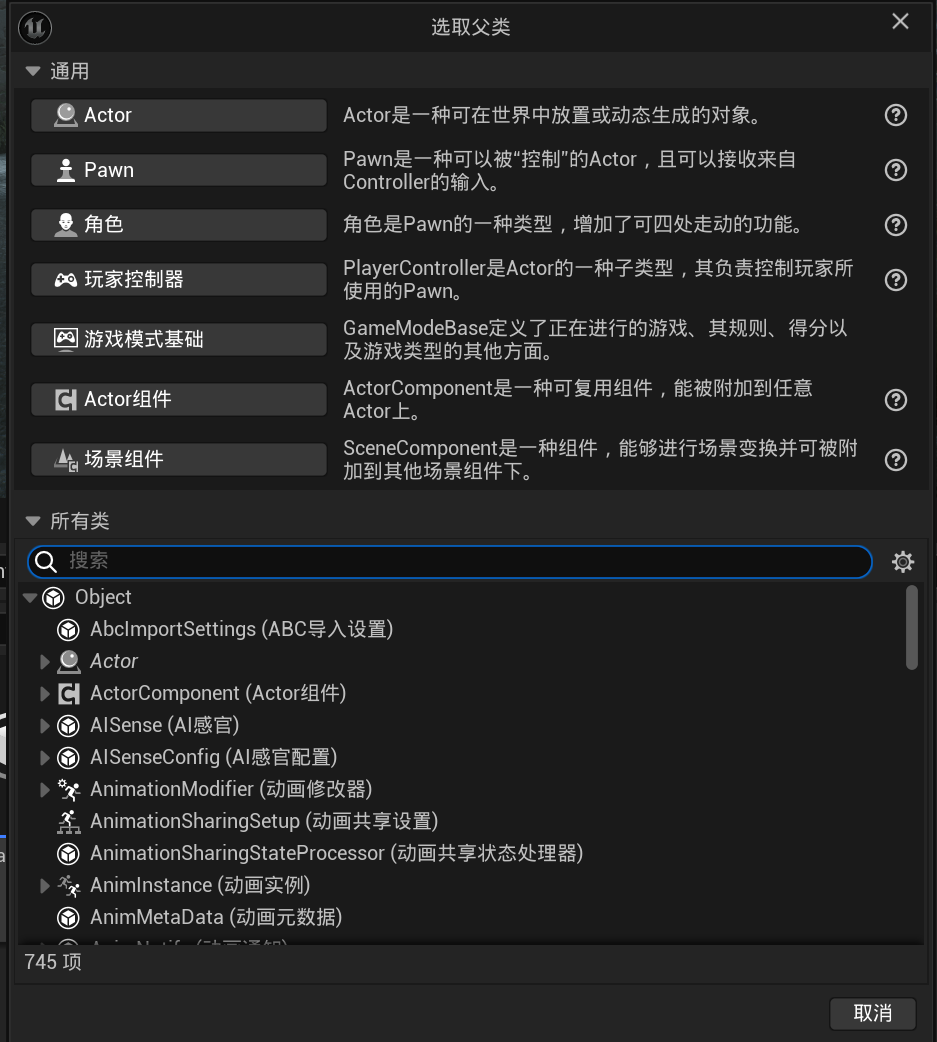 选取父类
通用
Actor
Actor是一种可在世界中放置或动态生成的对象。
Pawn
Pawn是一种可以被“控制”的Actor，且可以接收来自
Controller的输入。
角色
角色是Pawn的一种类型，增加了可四处走动的功能。
玩家控制器
PlayerController是Actor的一种子类型，其负责控制玩家所
使用的Pawn。
游戏模式基础
GameModeBase定义了正在进行的游戏、其规则、得分以
及游戏类型的其他方面。
Actor组件
ActorComponent是一种可复用组件，能被附加到任意
Actor上。
场景组件
SceneComponent是一种组件，能够进行场景变换并可被附
加到其他场景组件下。
所有类
搜索
Object
AbcImportSettings (ABC导入设置)
Actor
ActorComponent (Actor组件)
AISense (AI感官)
AISenseConfig (AI感官配置)
AnimationModifier (动画修改器)
AnimationSharingSetup (动画共享设置)
AnimationSharingStateProcessor (动画共享状态处理器)
AnimInstance (动画实例)
AnimMetaData (动画元数据)
AnimNotify (动画通知)
745 项
取消